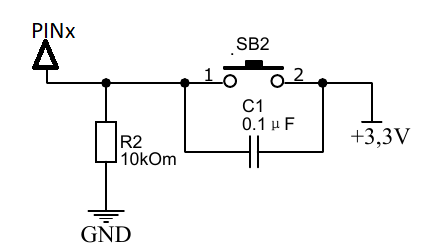 PINx
SB2
1
2
C1
0.1 μF
+3,3V
R2
10kOm
GND